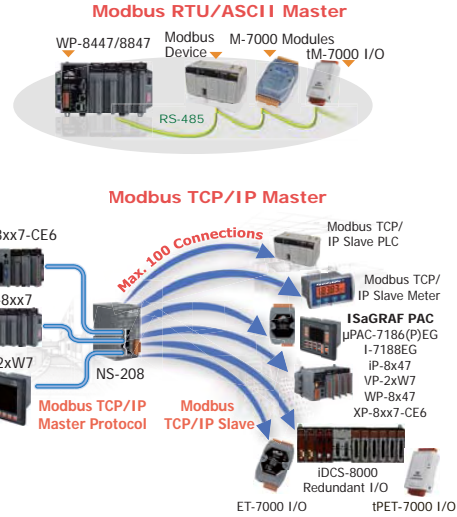 Modbus RTU/ASCII Master
WP-8447/8847
Modbus
Device
M-7000 Modules
tM-7000 I/O
RS-485
Modbus TCP/IP Master
8xx7-CE6
-8xx7
2xW7
NS-208
Max. 100 Connections
Modbus TCP/IP
Master Protocol
Modbus
TCP/IP Slave
Modbus TCP/
IP Slave PLC
Modbus TCP/
IP Slave Meter
ISaGRAF PAC
µPAC-7186(P)EG
I-7188EG
iP-8x47
VP-2xW7
WP-8x47
XP-8xx7-CE6
iDCS-8000
Redundant I/O
ET-7000 I/O
tPET-7000 I/O